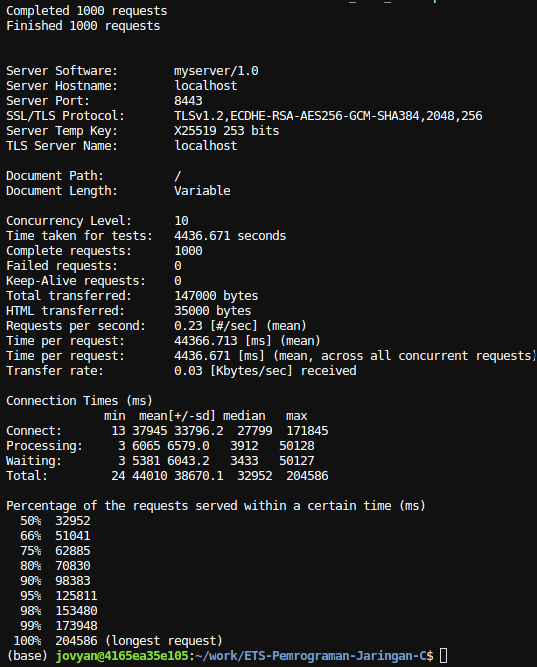 Completed 1000 requests
Finished 1000 requests
Server Software: myserver/1.0
Server Hostname: localhost
Server Port: 8443
SSL/TLS Protocol: TLSv1.2,ECDHE-RSA-AES256-GCM-SHA384,2048,256
Server Temp Key: X25519 253 bits
TLS Server Name: localhost
Document Path: /
Document Length: Variable
Concurrency Level: 10
Time taken for tests: 4436.671 seconds
Complete requests: 1000
Failed requests: 0
Keep-Alive requests: 0
Total transferred: 147000 bytes
HTML transferred: 35000 bytes
Requests per second: 0.23 [#/sec] (mean)
Time per request: 44366.713 [ms] (mean)
Time per request: 4436.671 [ms] (mean, across all concurrent requests)
Transfer rate: 0.03 [Kbytes/sec] received
Connection Times (ms)
min mean[+/-sd] median max
Connect: 13 37945 33796.2 27799 171845
Processing: 3 6065 6579.0 3912 50128
Waiting: 3 5381 6043.2 3433 50127
Total: 24 44010 38670.1 32952 204586
Percentage of the requests served within a certain time (ms)
50% 32952
66% 51041
75% 62885
80% 70830
90% 98383
95% 125811
98% 153480
99% 173948
100% 204586 (longest request)
(base) jovyan@4165ea35e105:~/work/ETS-Pemrograman-Jaringan-C$